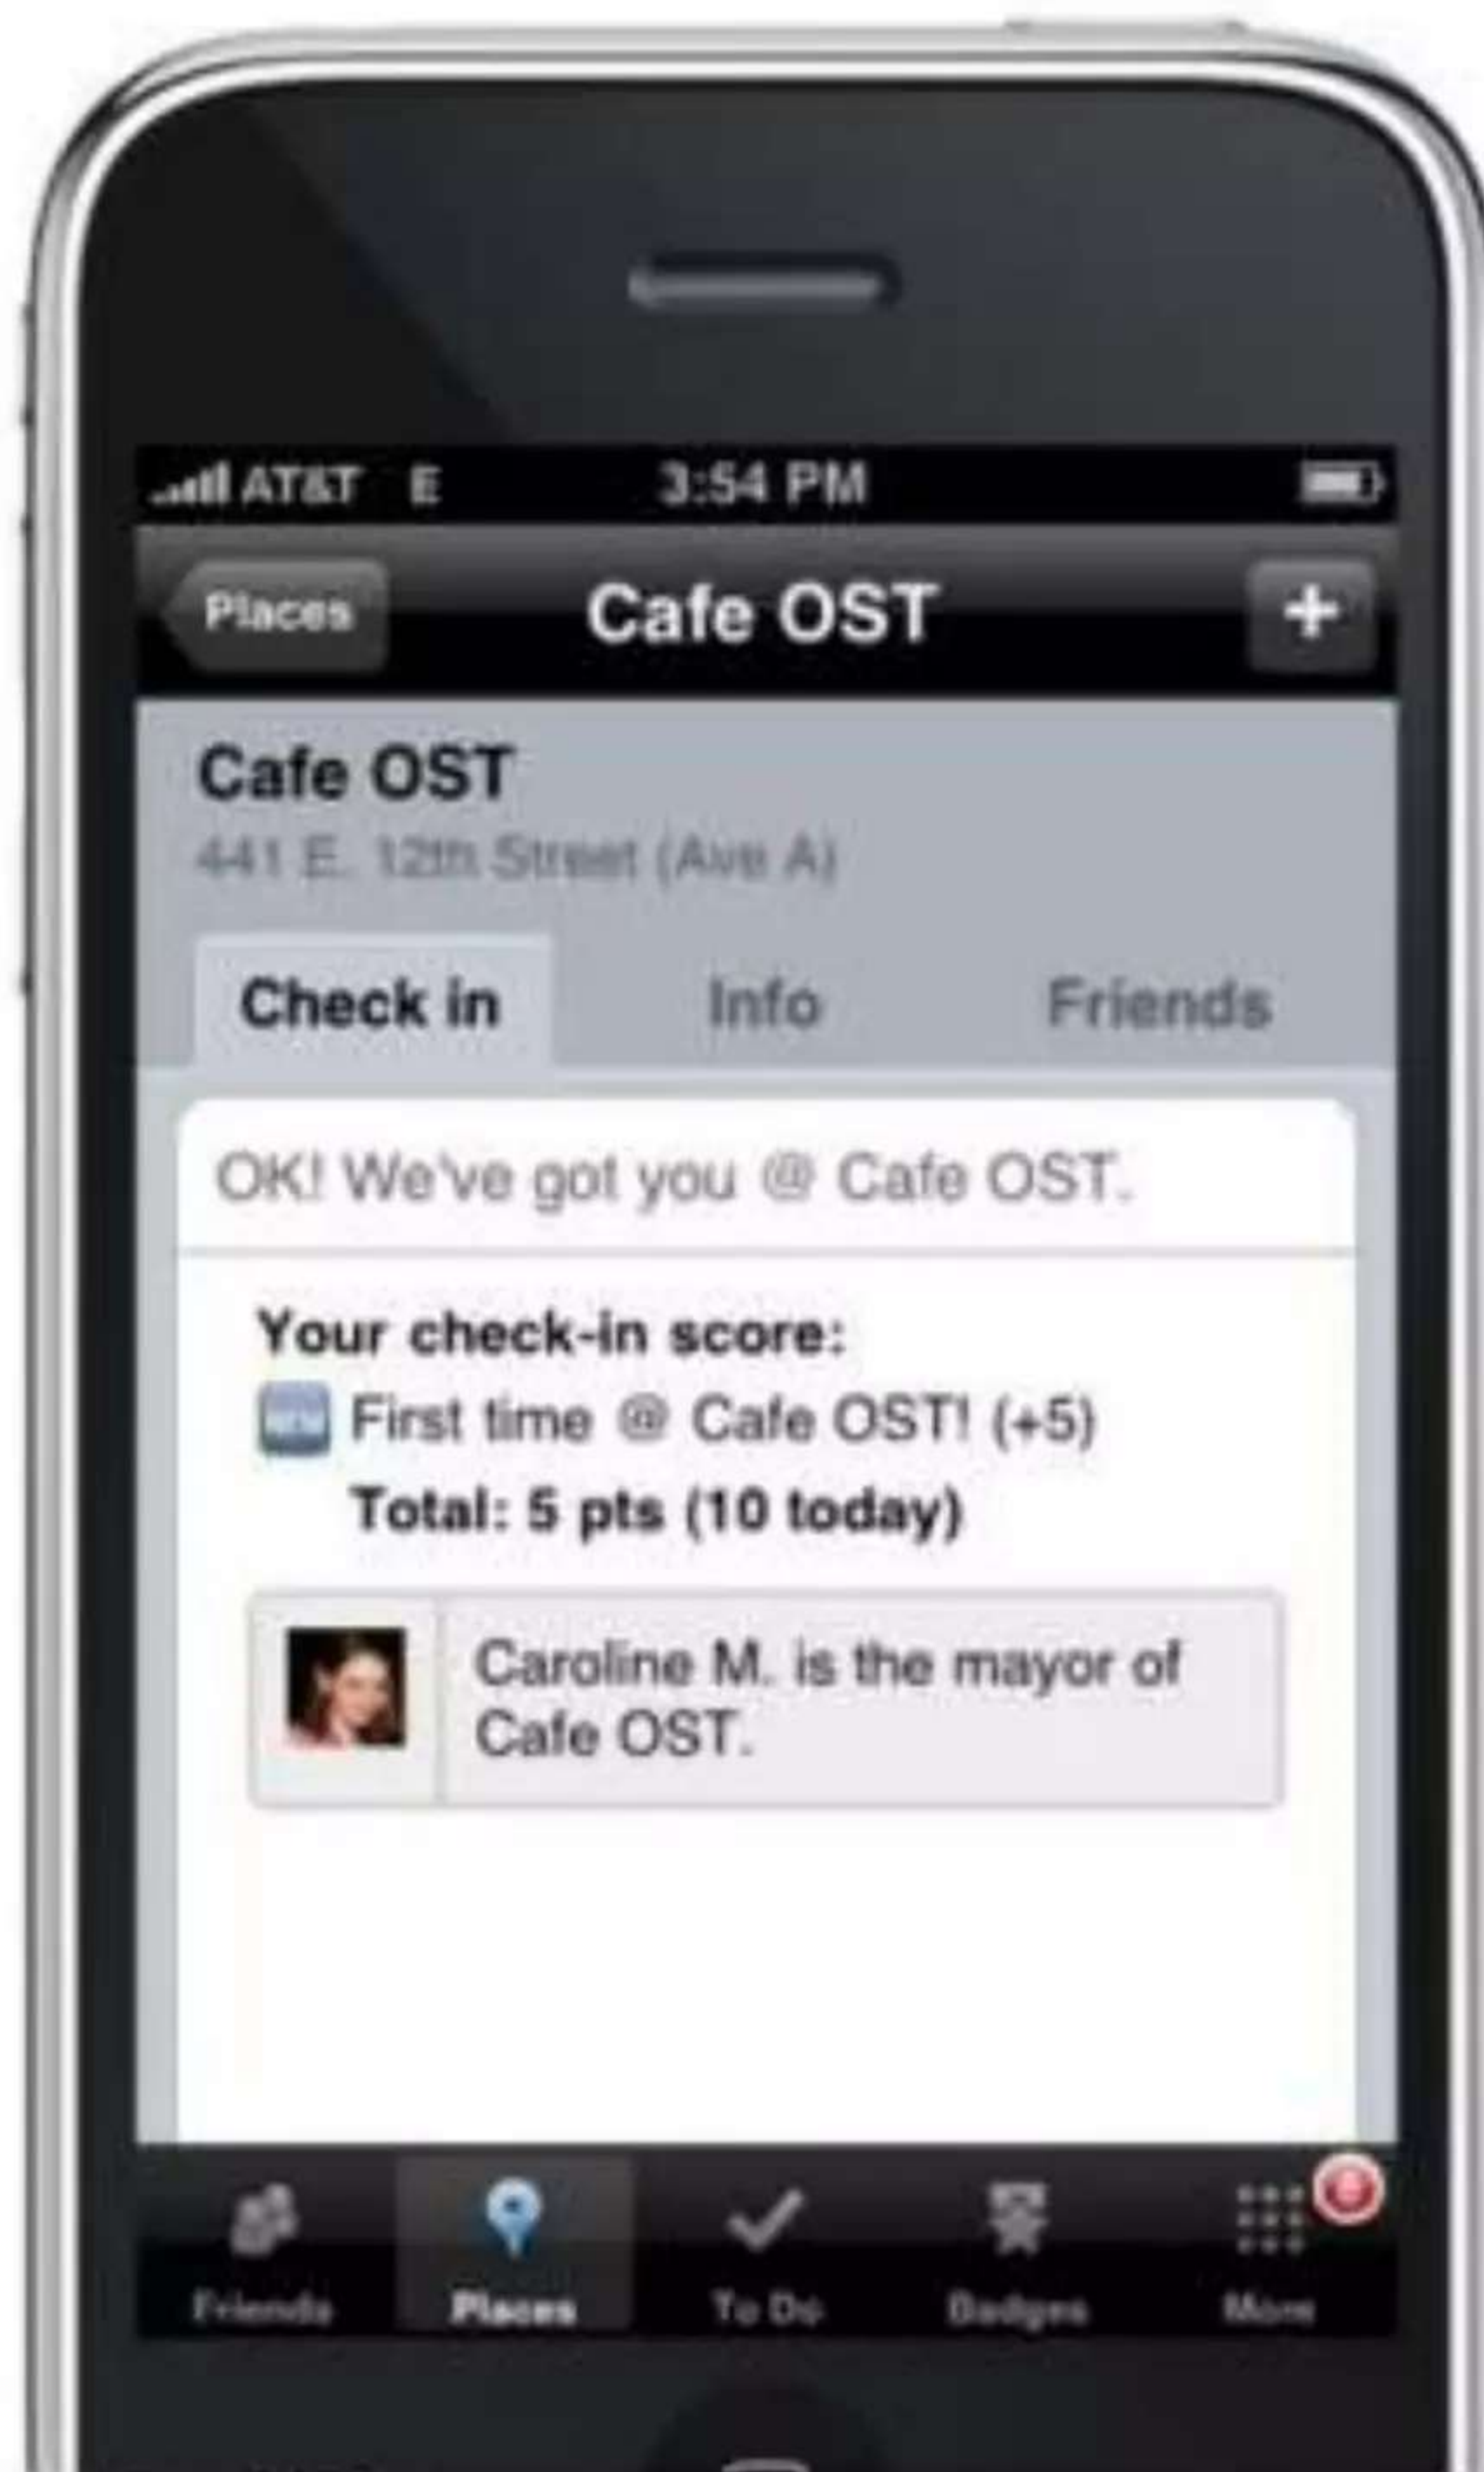 AT&T E 3:54 PM
Places Cafe OST +
Cafe OST
441 E. 12th Street (Ave A)
Check in Info Friends
OK! We've got you @ Cafe OST.
Your check-in score:
NEW First time @ Cafe OST! (+5)
Total: 5 pts (10 today)
Caroline M. is the mayor of
Cafe OST.
Friends Places To Do Badges More